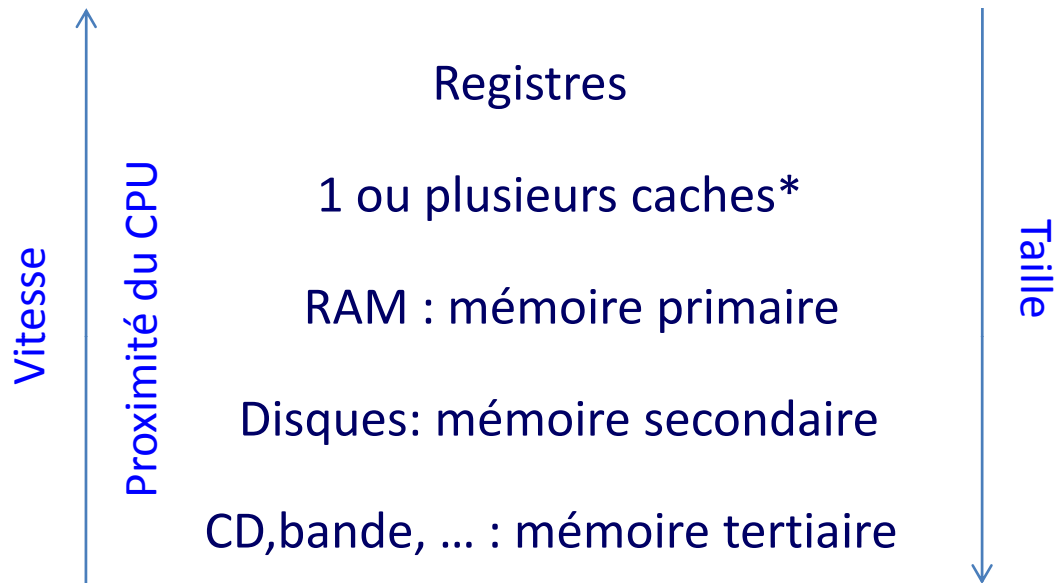 Vitesse
Proximité du CPU
Registres
1 ou plusieurs caches*
RAM : mémoire primaire
Disques: mémoire secondaire
CD,bande, ... : mémoire tertiaire
Taille